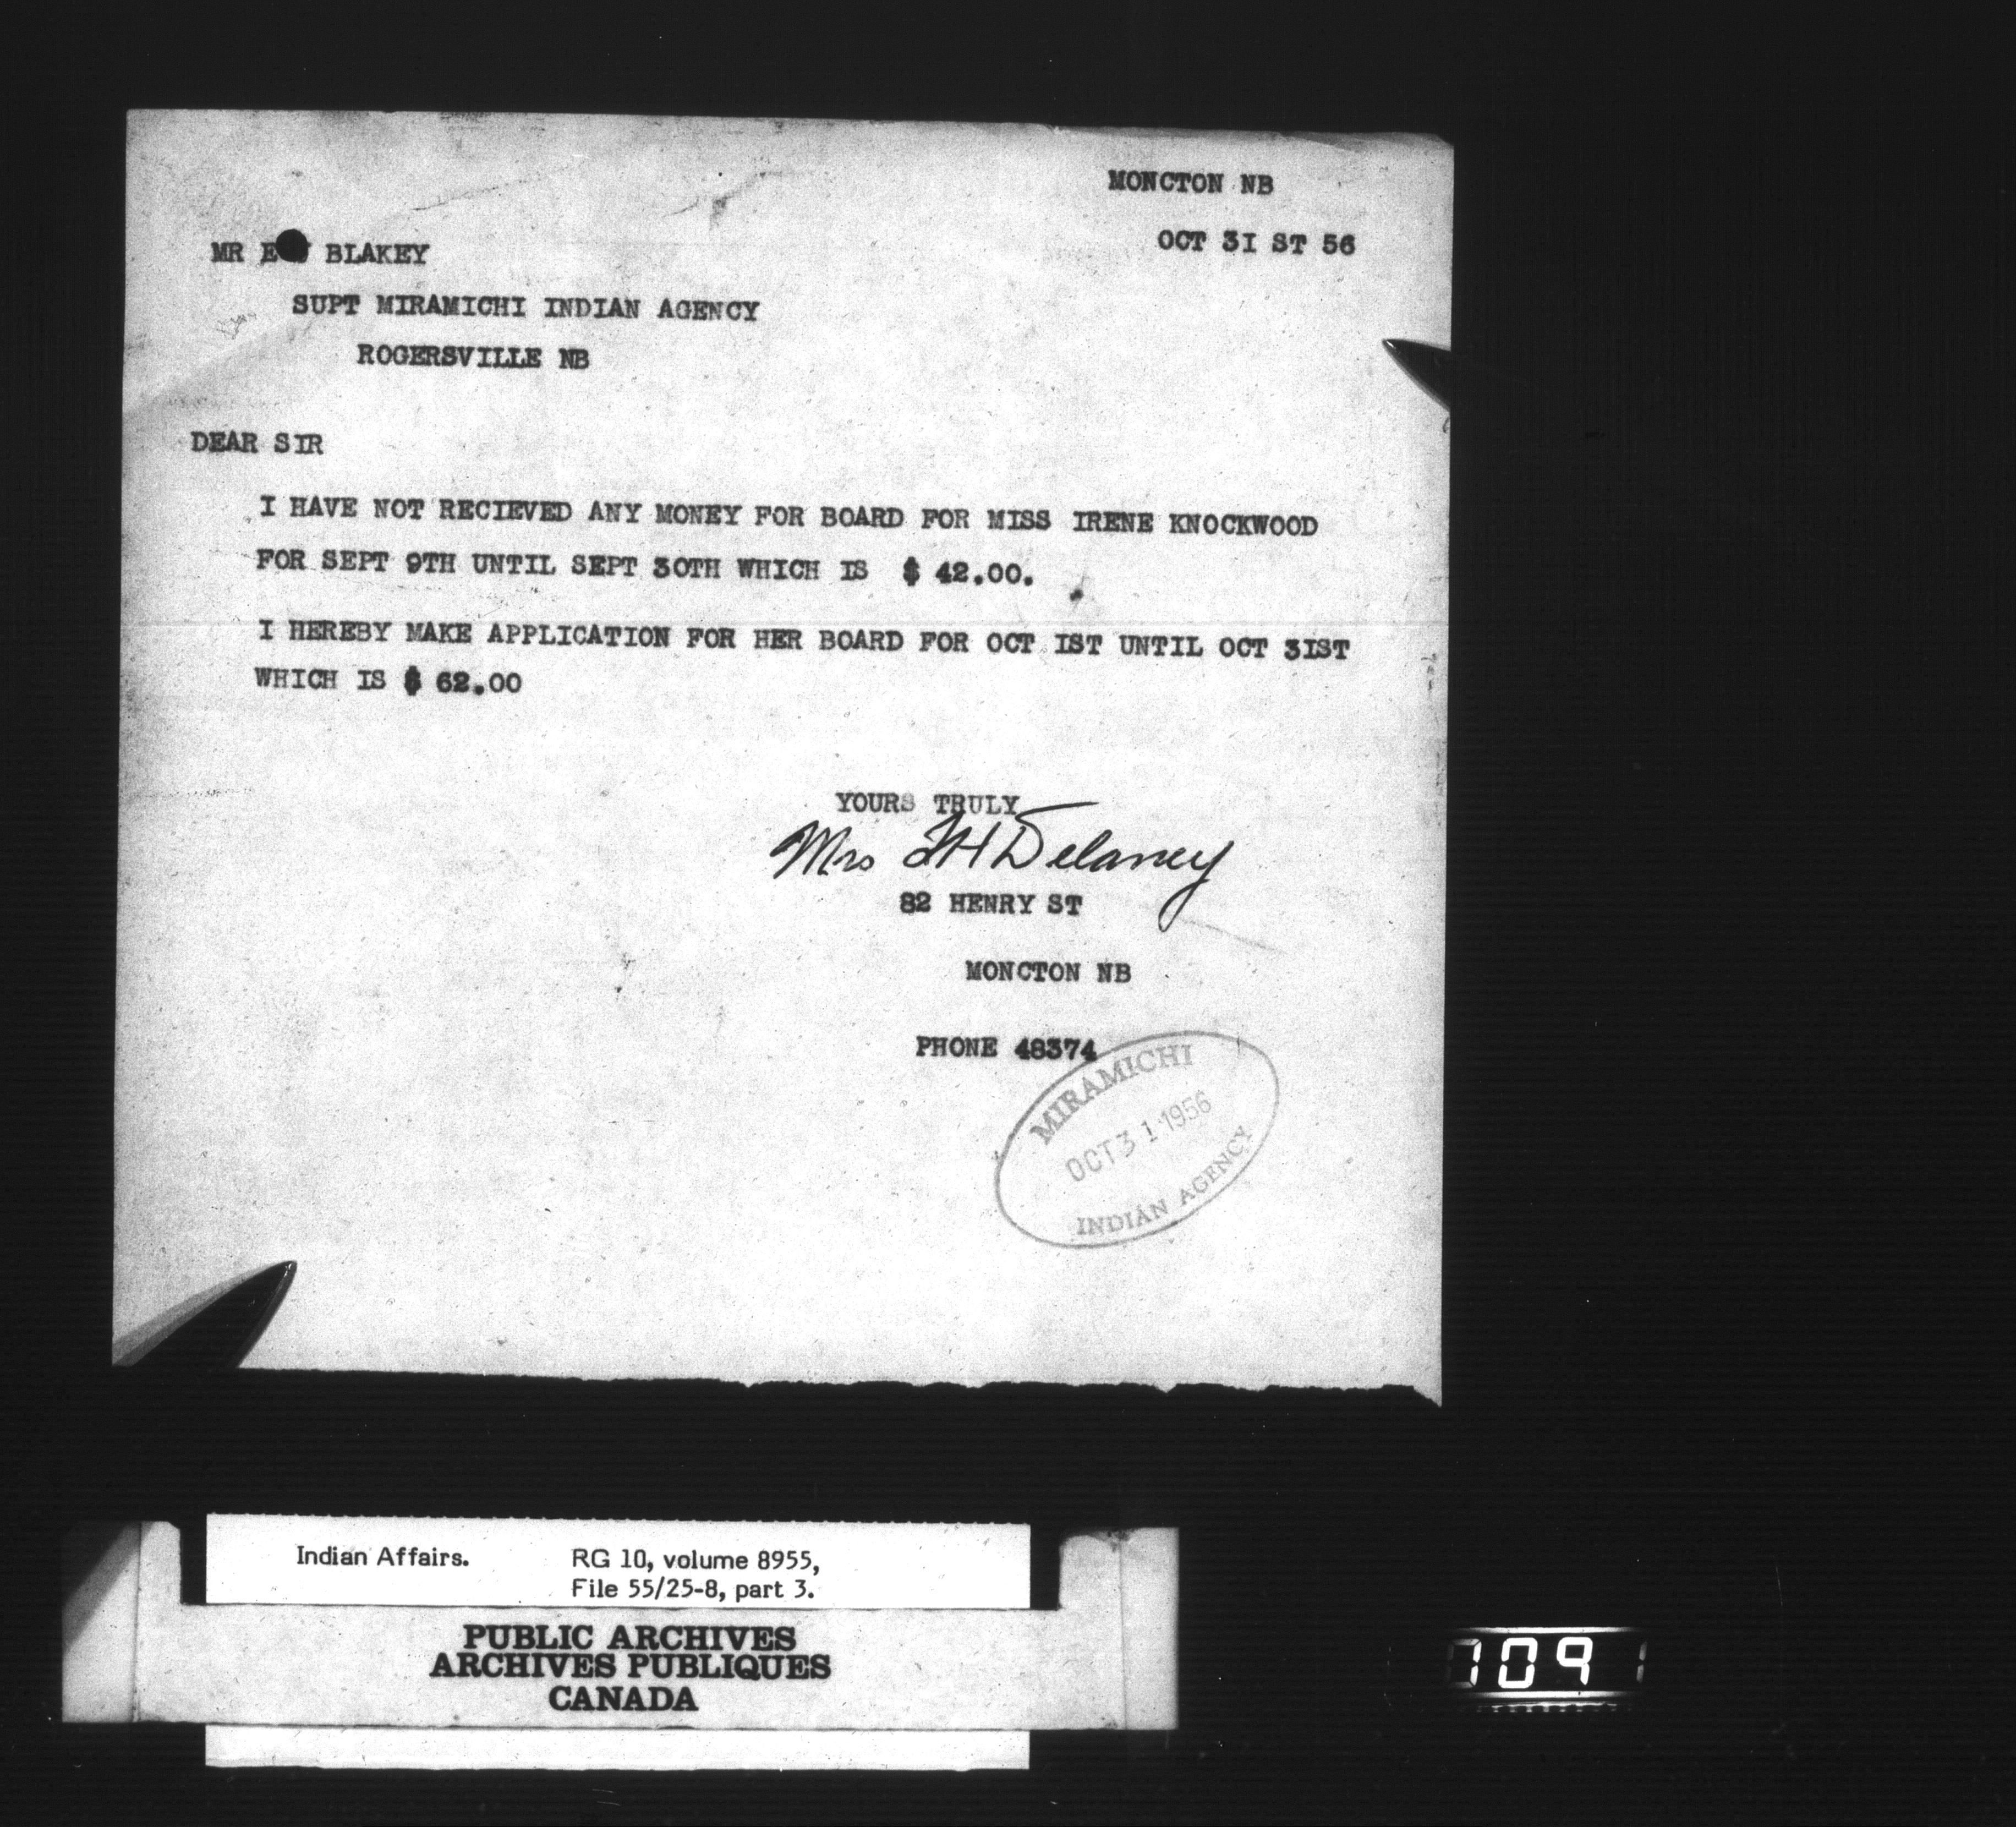 MONCTON NB
OCT 3I ST 56
MR E BLAKEY
SUPT MIRAMICHI INDIAN AGENCY
ROGERSVILLE NB
DEAR SIR
I HAVE NOT RECIEVED ANY MONEY FOR BOARD FOR MISS IRENE KNOCKWOOD
FOR SEPT 9TH UNTIL SEPT 30TH WHICH IS $ 42.00.
I HEREBY MAKE APPLICATION FOR HER BOARD FOR OCT IST UNTIL OCT 3IST
WHICH IS $ 62.00
YOURS TRULY
Mrs Delaney
82 HENRY ST
MONCTON NB
PHONE 48374
MIRAMICHI
OCT 31 1956
INDIAN AGENCY
Indian Affairs. RG 10, volume 8955,
File 55/25-8, part 3.
PUBLIC ARCHIVES
ARCHIVES PUBLIQUES
CANADA
7091